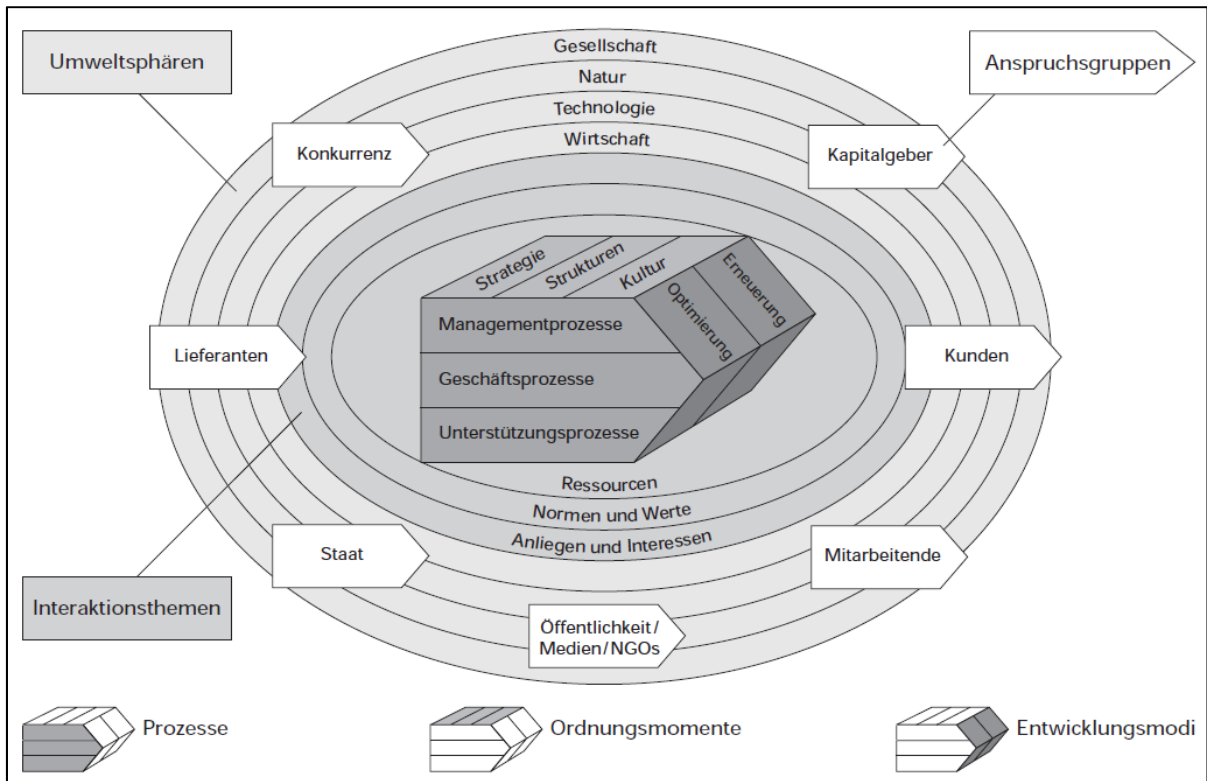 Umweltsphären
Anspruchsgruppen
Gesellschaft
Natur
Technologie
Wirtschaft
Konkurrenz
Kapitalgeber
Strategie
Strukturen
Kultur
Erneuerung
Optimierung
Managementprozesse
Geschäftsprozesse
Unterstützungsprozesse
Lieferanten
Kunden
Ressourcen
Normen und Werte
Anliegen und Interessen
Staat
Mitarbeitende
Interaktionsthemen
Öffentlichkeit/
Medien/NGOs
Prozesse
Ordnungsmomente
Entwicklungsmodi